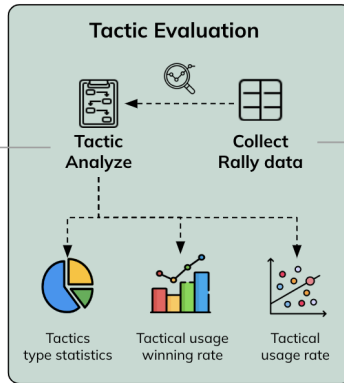 Tactic Evaluation
Tactic
Analyze
Collect
Rally data
Tactics
type statistics
Tactical usage
winning rate
Tactical
usage rate